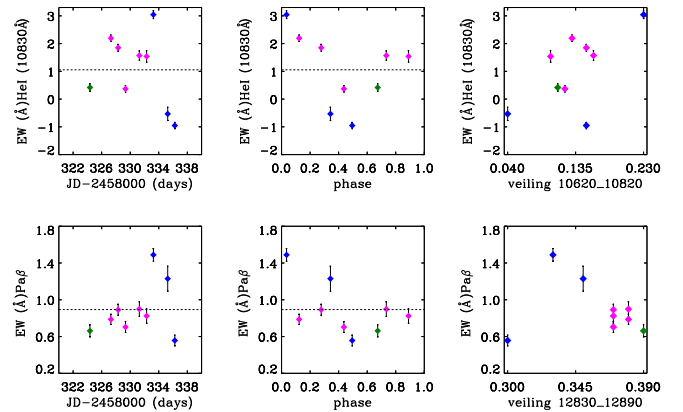 EW (Å)HeI (10830Å)
3
2
1
0
−1
−2
322 326 330 334 338
JD−2458000 (days)
EW (Å)HeI (10830Å)
3
2
1
0
−1
−2
0.0 0.2 0.4 0.6 0.8 1.0
phase
EW (Å)HeI (10830Å)
3
2
1
0
−1
−2
0.040 0.135 0.230
veiling 10620_10820
EW (Å)Paβ
1.8
1.4
1.0
0.6
0.2
322 326 330 334 338
JD−2458000 (days)
EW (Å)Paβ
1.8
1.4
1.0
0.6
0.2
0.0 0.2 0.4 0.6 0.8 1.0
phase
EW (Å)Paβ
1.8
1.4
1.0
0.6
0.2
0.300 0.345 0.390
veiling 12830_12890